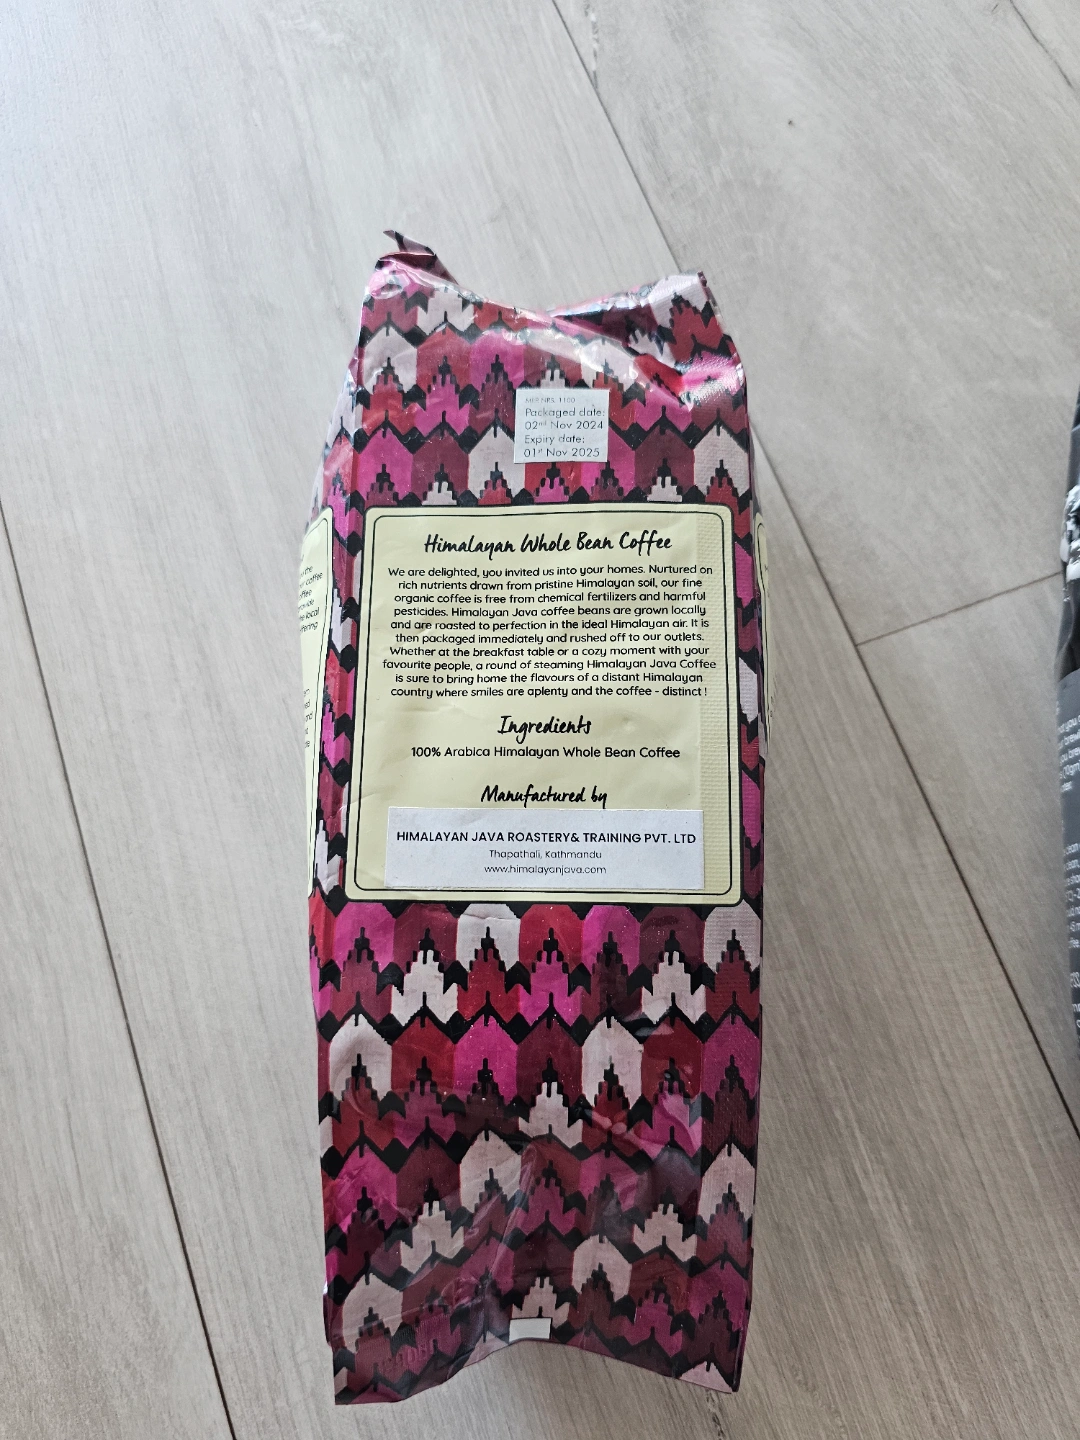 MRP NRS. 1100
Packaged date:
02nd Nov 2024
Expiry date:
01st Nov 2025
Himalayan Whole Bean Coffee
We are delighted, you invited us into your homes. Nurtured on
rich nutrients drawn from pristine Himalayan soil, our fine
organic coffee is free from chemical fertilizers and harmful
pesticides. Himalayan Java coffee beans are grown locally
and are roasted to perfection in the ideal Himalayan air. It is
then packaged immediately and rushed off to our outlets.
Whether at the breakfast table or a cozy moment with your
favourite people, a round of steaming Himalayan Java Coffee
is sure to bring home the flavours of a distant Himalayan
country where smiles are aplenty and the coffee - distinct !
Ingredients
100% Arabica Himalayan Whole Bean Coffee
Manufactured by
HIMALAYAN JAVA ROASTERY& TRAINING PVT. LTD
Thapathali, Kathmandu
www.himalayanjava.com